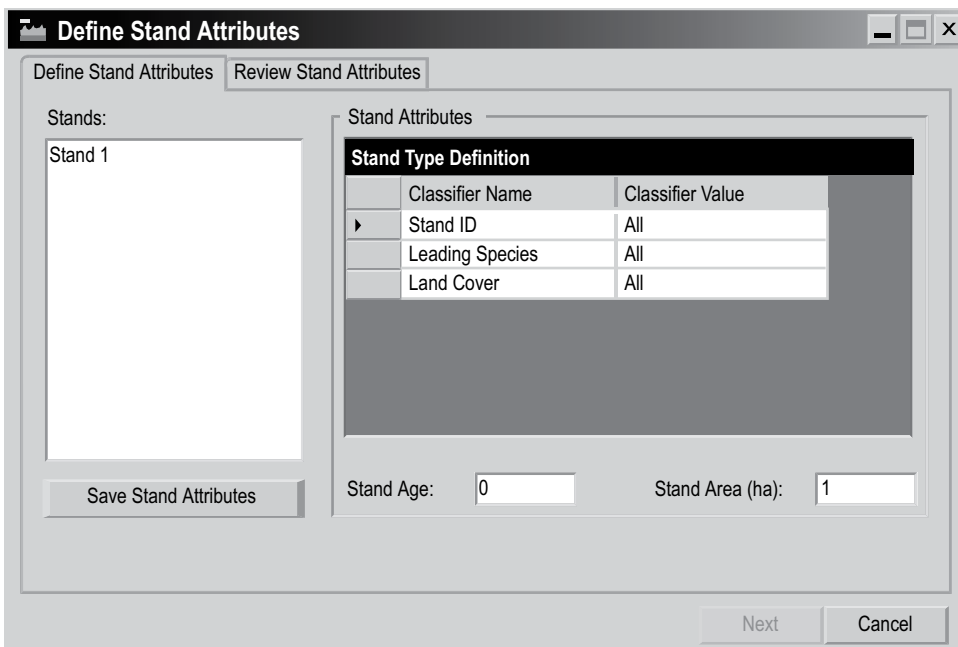 Define Stand Attributes
Define Stand Attributes Review Stand Attributes
Stands:
Stand 1
Save Stand Attributes
Stand Attributes
Stand Type Definition
Classifier Name Classifier Value
Stand ID All
Leading Species All
Land Cover All
Stand Age: 0 Stand Area (ha): 1
Next Cancel